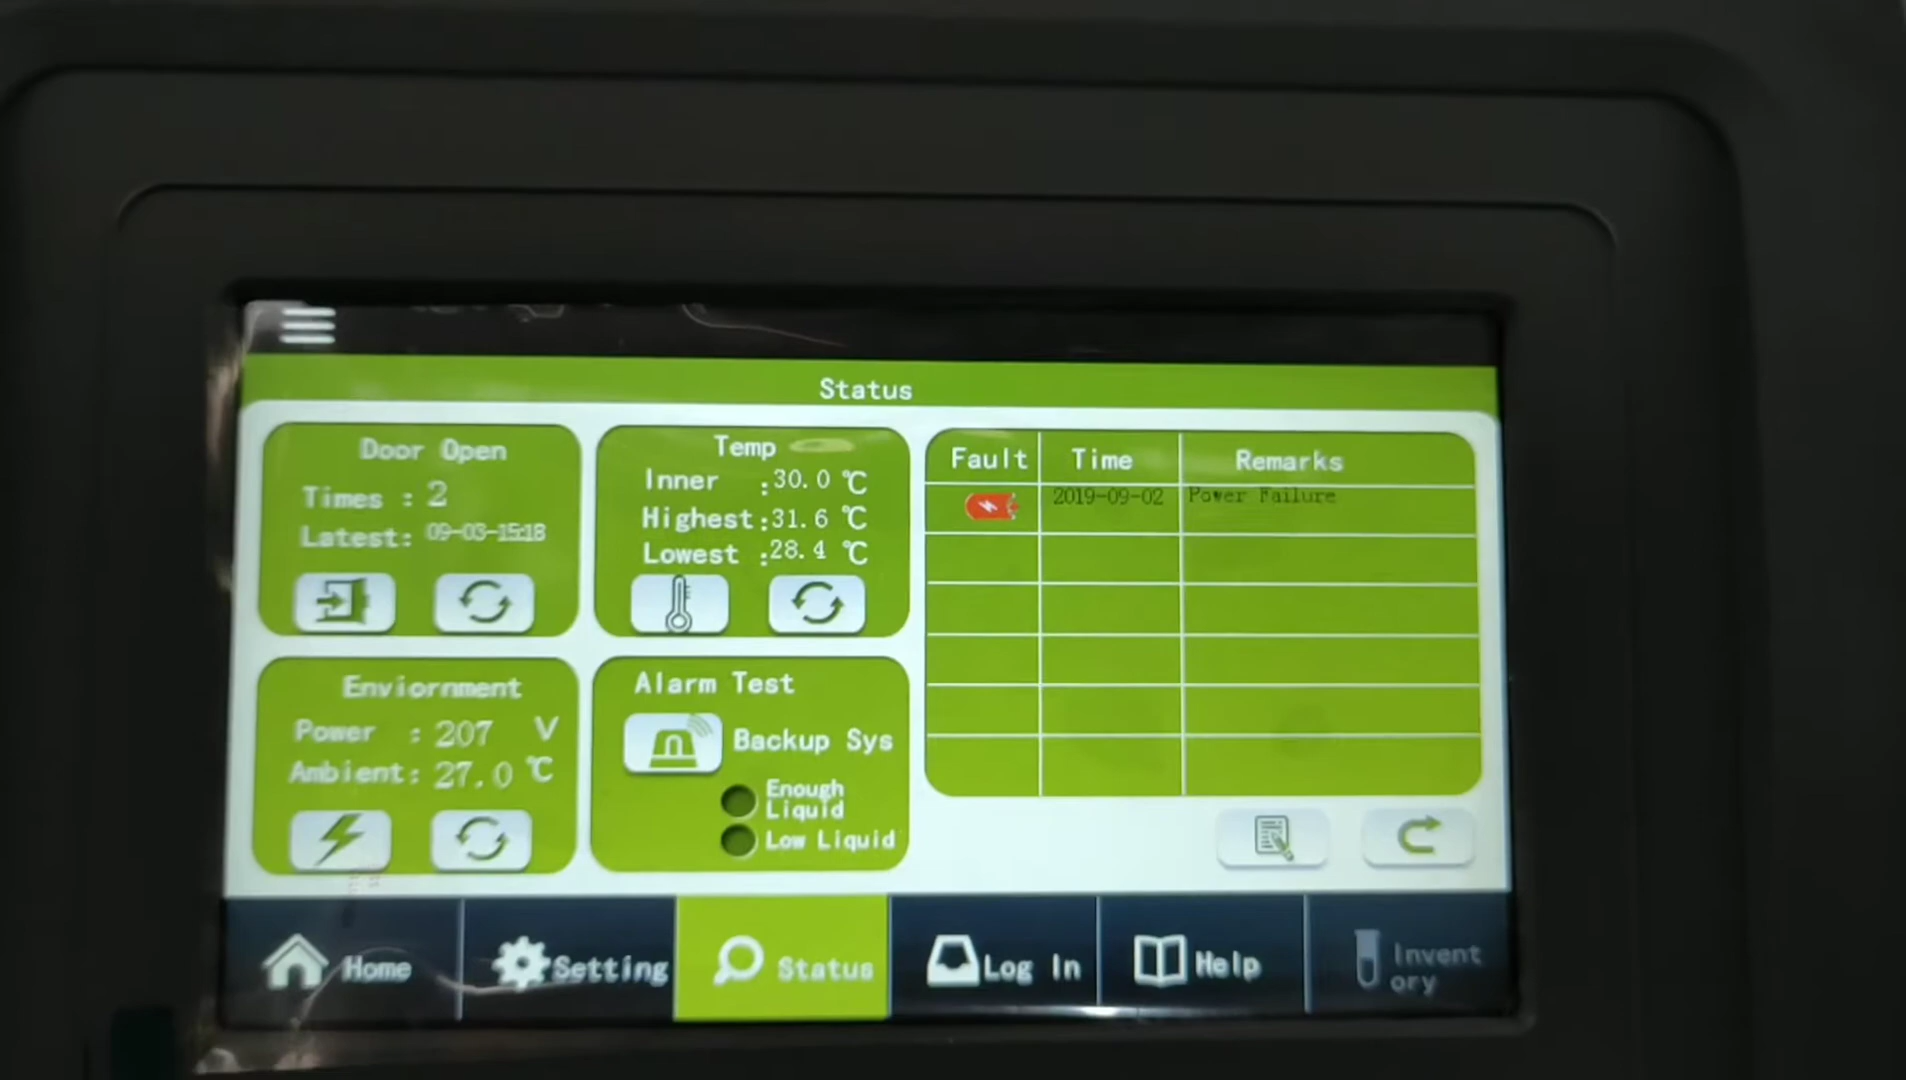 Status
Door Open
Times : 2
Latest: 09-03-15:18
Temp
Inner :30.0 ℃
Highest:31.6 ℃
Lowest :28.4 ℃
Enviornment
Power : 207 V
Ambient: 27.0 ℃
Alarm Test
Backup Sys
Enough
Liquid
Low Liquid
Fault Time Remarks
2019-09-02 Power Failure
Home Setting Status Log In Help Invent
ory